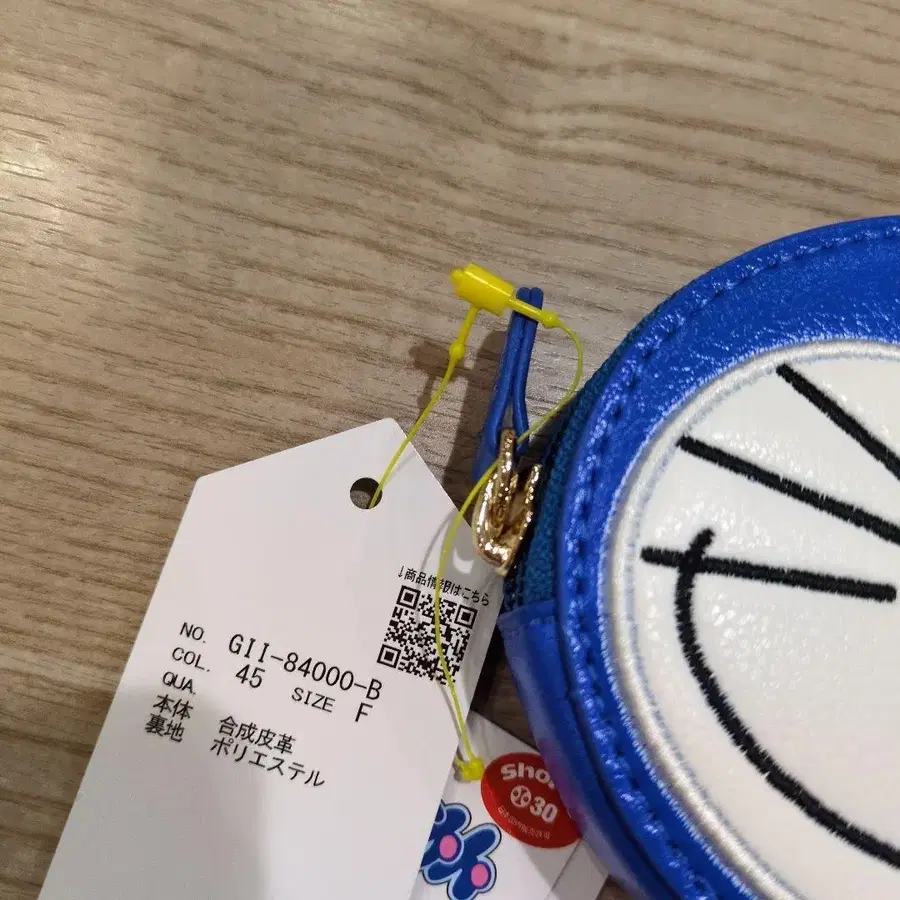 ↓商品情報はこちら
NO. GII-84000-B
COL. 45 SIZE F
QUA.
本体 合成皮革
裏地 ポリエステル
Sho
30